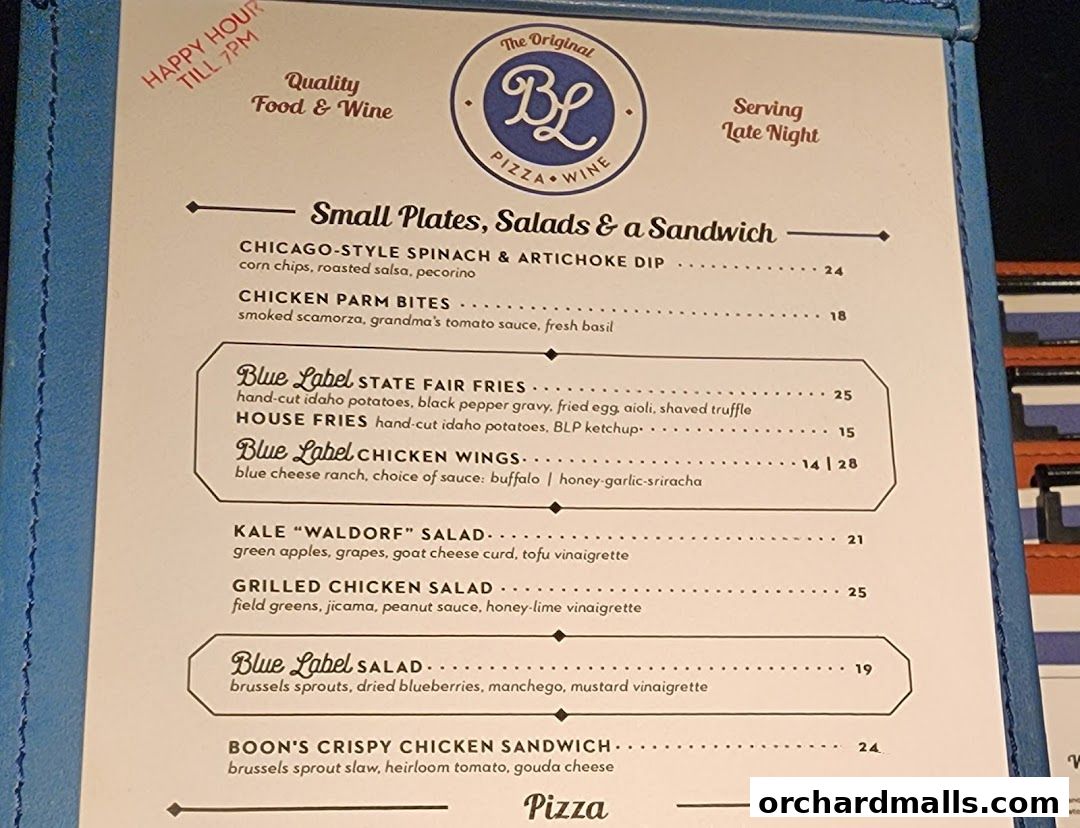 HAPPY HOUR
TILL 7PM
Quality
Food & Wine
The Original
BL
PIZZA • WINE
Serving
Late Night
Small Plates, Salads & a Sandwich
CHICAGO-STYLE SPINACH & ARTICHOKE DIP 24
corn chips, roasted salsa, pecorino
CHICKEN PARM BITES 18
smoked scamorza, grandma's tomato sauce, fresh basil
Blue Label STATE FAIR FRIES 25
hand-cut idaho potatoes, black pepper gravy, fried egg, aioli, shaved truffle
HOUSE FRIES hand-cut idaho potatoes, BLP ketchup 15
Blue Label CHICKEN WINGS 14 | 28
blue cheese ranch, choice of sauce: buffalo | honey-garlic-sriracha
KALE “WALDORF” SALAD 21
green apples, grapes, goat cheese curd, tofu vinaigrette
GRILLED CHICKEN SALAD 25
field greens, jicama, peanut sauce, honey-lime vinaigrette
Blue Label SALAD 19
brussels sprouts, dried blueberries, manchego, mustard vinaigrette
BOON'S CRISPY CHICKEN SANDWICH 24
brussels sprout slaw, heirloom tomato, gouda cheese
Pizza
orchardmalls.com